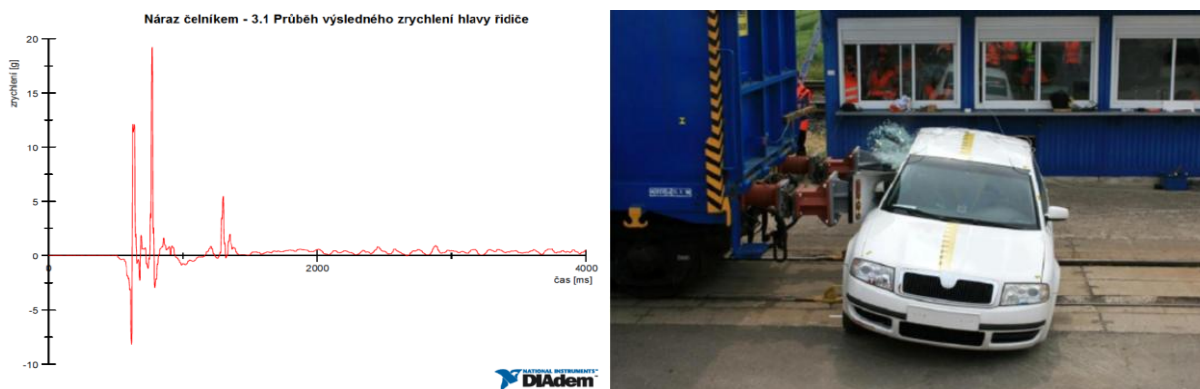 Náraz čelníkem - 3.1 Průběh výsledného zrychlení hlavy řidiče
zrychlení [g]
20
15
10
5
0
-5
-10
0
2000
4000
čas [ms]
NATIONAL INSTRUMENTS
DIAdem